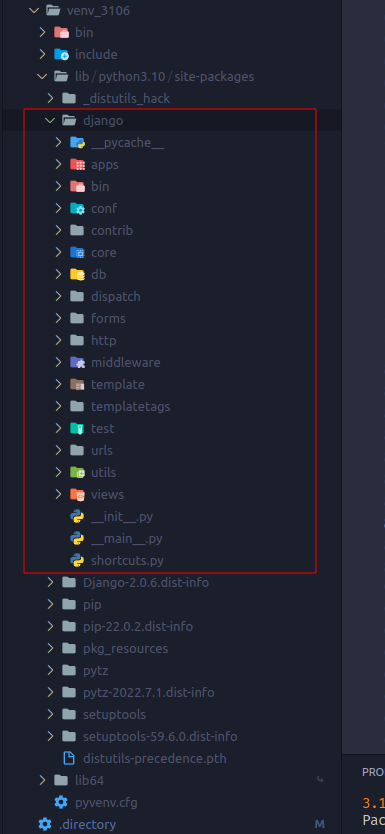 venv_3106
bin
include
lib / python3.10 / site-packages
_distutils_hack
django
__pycache__
apps
bin
conf
contrib
core
db
dispatch
forms
http
middleware
template
templatetags
test
urls
utils
views
__init__.py
__main__.py
shortcuts.py
Django-2.0.6.dist-info
pip
pip-22.0.2.dist-info
pkg_resources
pytz
pytz-2022.7.1.dist-info
setuptools
setuptools-59.6.0.dist-info
distutils-precedence.pth
PRO
lib64
3.1
pyvenv.cfg
Pac
.directory M